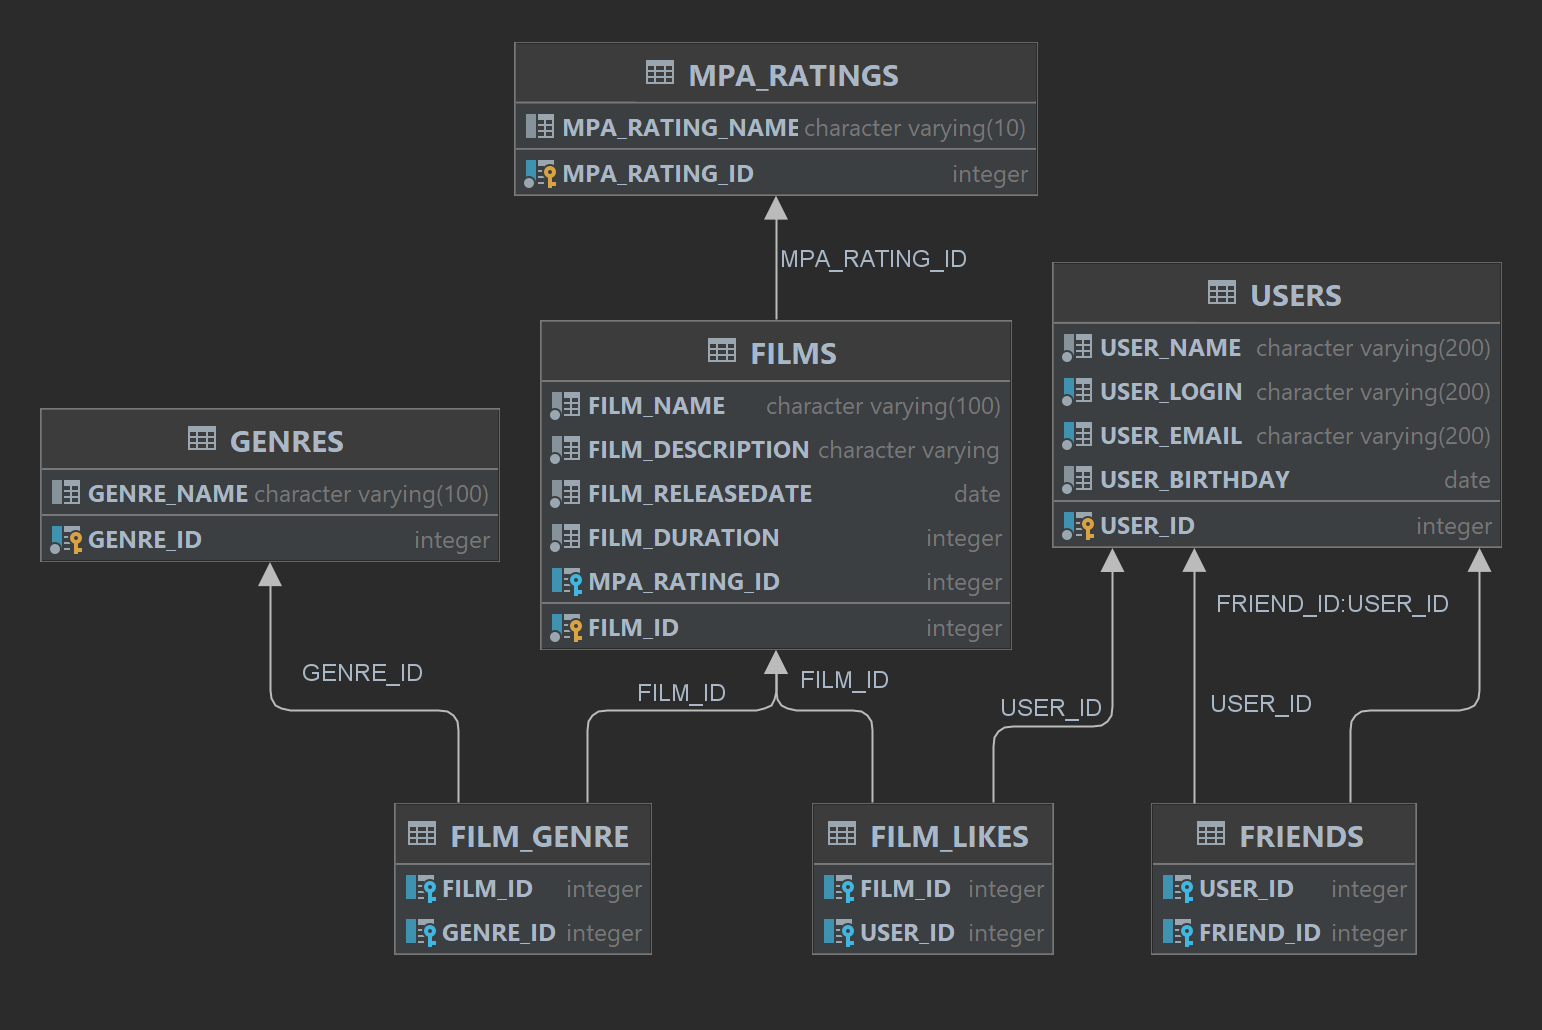 MPA_RATINGS
MPA_RATING_NAME character varying(10)
MPA_RATING_ID integer
MPA_RATING_ID
USERS
USER_NAME character varying(200)
USER_LOGIN character varying(200)
USER_EMAIL character varying(200)
USER_BIRTHDAY date
USER_ID integer
FILMS
FILM_NAME character varying(100)
FILM_DESCRIPTION character varying
FILM_RELEASEDATE date
FILM_DURATION integer
MPA_RATING_ID integer
FILM_ID integer
GENRES
GENRE_NAME character varying(100)
GENRE_ID integer
FRIEND_ID:USER_ID
GENRE_ID
FILM_ID
FILM_ID
USER_ID
USER_ID
FILM_GENRE
FILM_ID integer
GENRE_ID integer
FILM_LIKES
FILM_ID integer
USER_ID integer
FRIENDS
USER_ID integer
FRIEND_ID integer